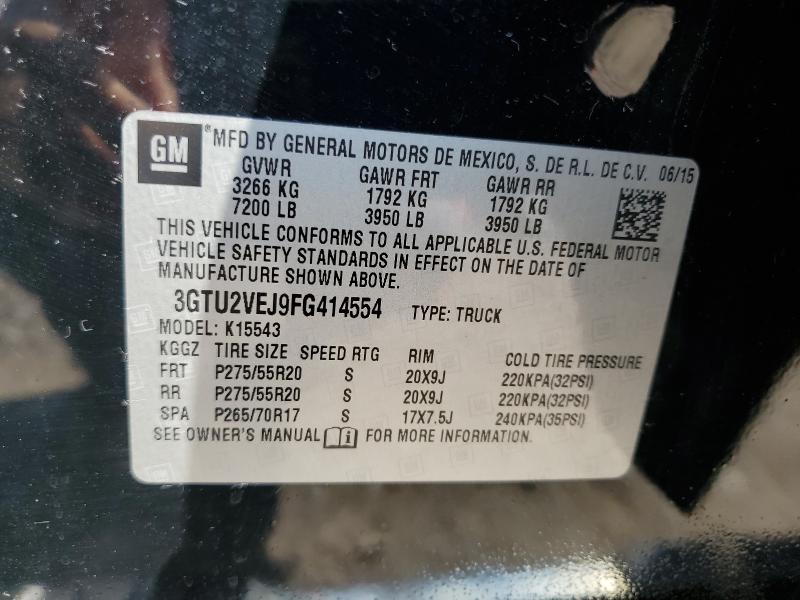 GM ® MFD BY GENERAL MOTORS DE MEXICO, S. DE R.L. DE C.V. 06/15
GVWR GAWR FRT GAWR RR
3266 KG 1792 KG 1792 KG
7200 LB 3950 LB 3950 LB
THIS VEHICLE CONFORMS TO ALL APPLICABLE U.S. FEDERAL MOTOR
VEHICLE SAFETY STANDARDS IN EFFECT ON THE DATE OF
MANUFACTURE SHOWN ABOVE.
3GTU2VEJ9FG414554 TYPE: TRUCK
MODEL: K15543
KGGZ TIRE SIZE SPEED RTG RIM COLD TIRE PRESSURE
FRT P275/55R20 S 20X9J 220KPA(32PSI)
RR P275/55R20 S 20X9J 220KPA(32PSI)
SPA P265/70R17 S 17X7.5J 240KPA(35PSI)
SEE OWNER'S MANUAL i FOR MORE INFORMATION.